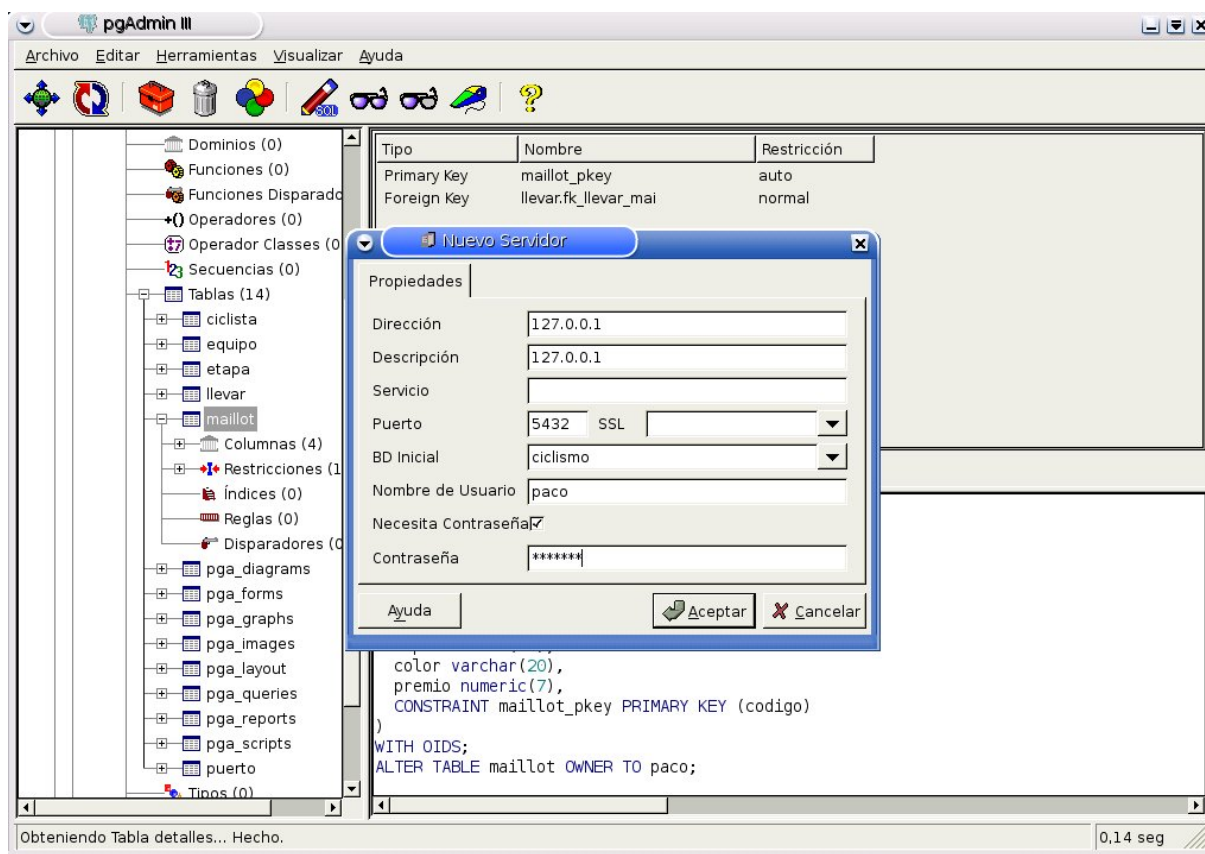 pgAdmin III
Archivo Editar Herramientas Visualizar Ayuda
SQL
Dominios (0)
Funciones (0)
Funciones Disparado
Operadores (0)
Operador Classes (0
Secuencias (0)
Tablas (14)
ciclista
equipo
etapa
llevar
maillot
Columnas (4)
Restricciones (1
Índices (0)
Reglas (0)
Disparadores (0
pga_diagrams
pga_forms
pga_graphs
pga_images
pga_layout
pga_queries
pga_reports
pga_scripts
puerto
Tipos (0)
Tipo Nombre Restricción
Primary Key maillot_pkey auto
Foreign Key llevar.fk_llevar_mai normal
Nuevo Servidor
Propiedades
Dirección 127.0.0.1
Descripción 127.0.0.1
Servicio
Puerto 5432 SSL
BD Inicial ciclismo
Nombre de Usuario paco
Necesita Contraseña
Contraseña *******
Ayuda Aceptar Cancelar
color varchar(20),
premio numeric(7),
CONSTRAINT maillot_pkey PRIMARY KEY (codigo)
)
WITH OIDS;
ALTER TABLE maillot OWNER TO paco;
Obteniendo Tabla detalles... Hecho. 0,14 seg